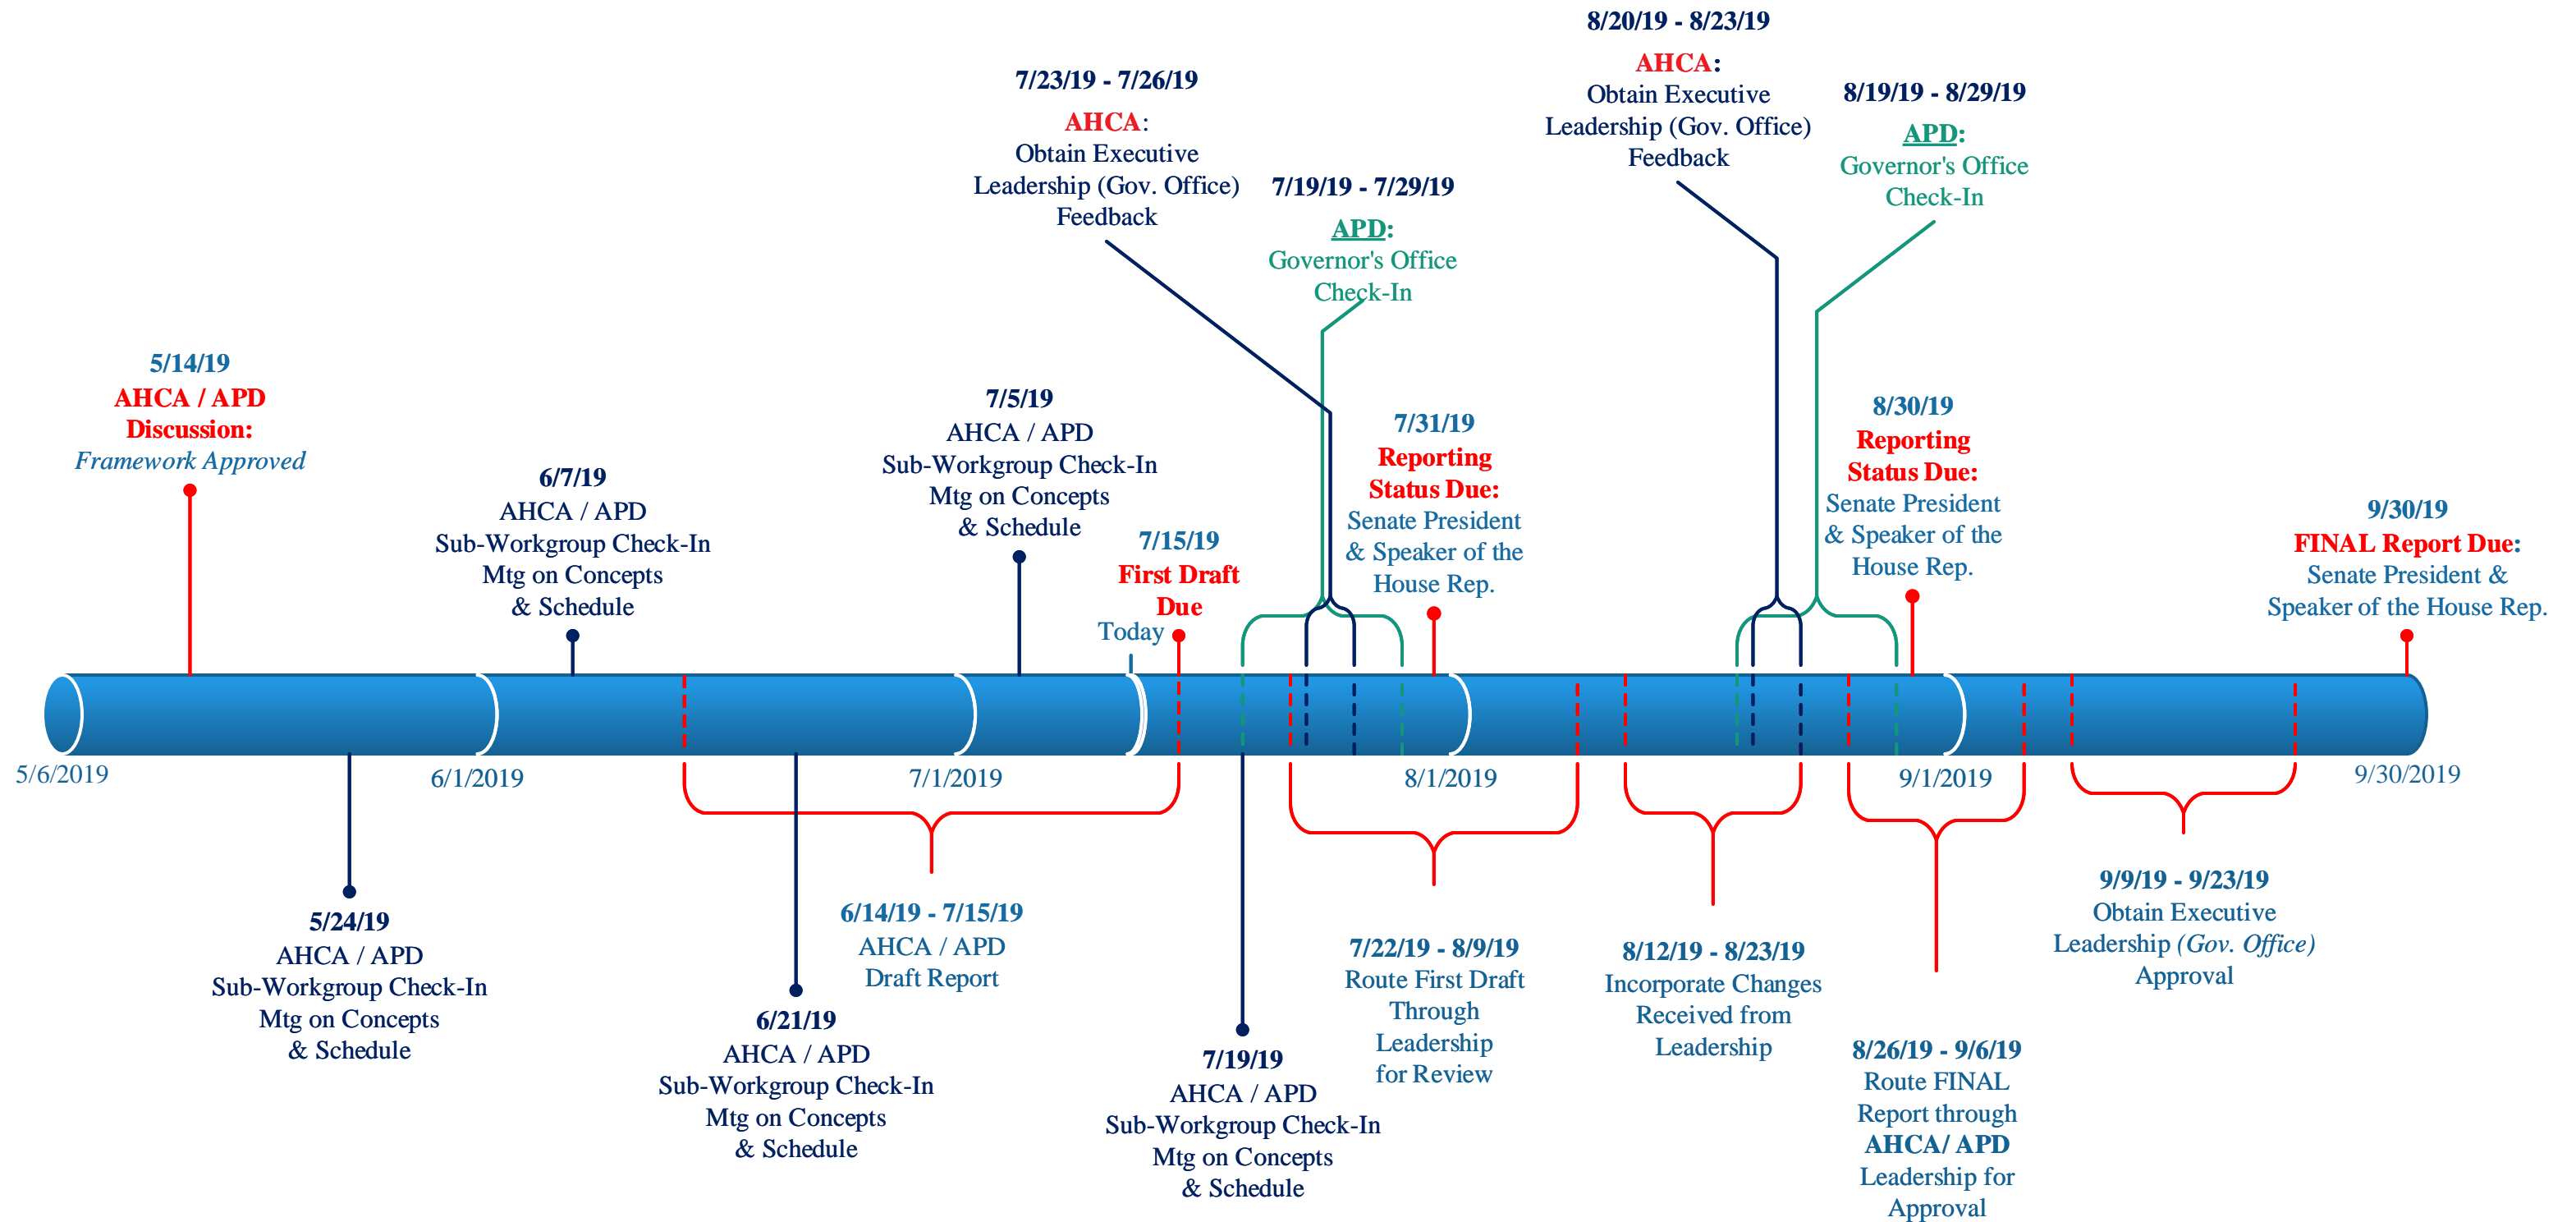 8/20/19 - 8/23/19
AHCA:
Obtain Executive
Leadership (Gov. Office)
Feedback
7/23/19 - 7/26/19
AHCA:
Obtain Executive
Leadership (Gov. Office)
Feedback
8/19/19 - 8/29/19
APD:
Governor's Office
Check-In
7/19/19 - 7/29/19
APD:
Governor's Office
Check-In
5/14/19
AHCA / APD
Discussion:
Framework Approved
6/7/19
AHCA / APD
Sub-Workgroup Check-In
Mtg on Concepts
& Schedule
7/5/19
AHCA / APD
Sub-Workgroup Check-In
Mtg on Concepts
& Schedule
7/15/19
First Draft
Due
Today
7/31/19
Reporting
Status Due:
Senate President
& Speaker of the
House Rep.
8/30/19
Reporting
Status Due:
Senate President
& Speaker of the
House Rep.
9/30/19
FINAL Report Due:
Senate President &
Speaker of the House Rep.
5/6/2019
6/1/2019
7/1/2019
8/1/2019
9/1/2019
9/30/2019
5/24/19
AHCA / APD
Sub-Workgroup Check-In
Mtg on Concepts
& Schedule
6/14/19 - 7/15/19
AHCA / APD
Draft Report
6/21/19
AHCA / APD
Sub-Workgroup Check-In
Mtg on Concepts
& Schedule
7/19/19
AHCA / APD
Sub-Workgroup Check-In
Mtg on Concepts
& Schedule
7/22/19 - 8/9/19
Route First Draft
Through
Leadership
for Review
8/12/19 - 8/23/19
Incorporate Changes
Received from
Leadership
8/26/19 - 9/6/19
Route FINAL
Report through
AHCA/ APD
Leadership for
Approval
9/9/19 - 9/23/19
Obtain Executive
Leadership (Gov. Office)
Approval